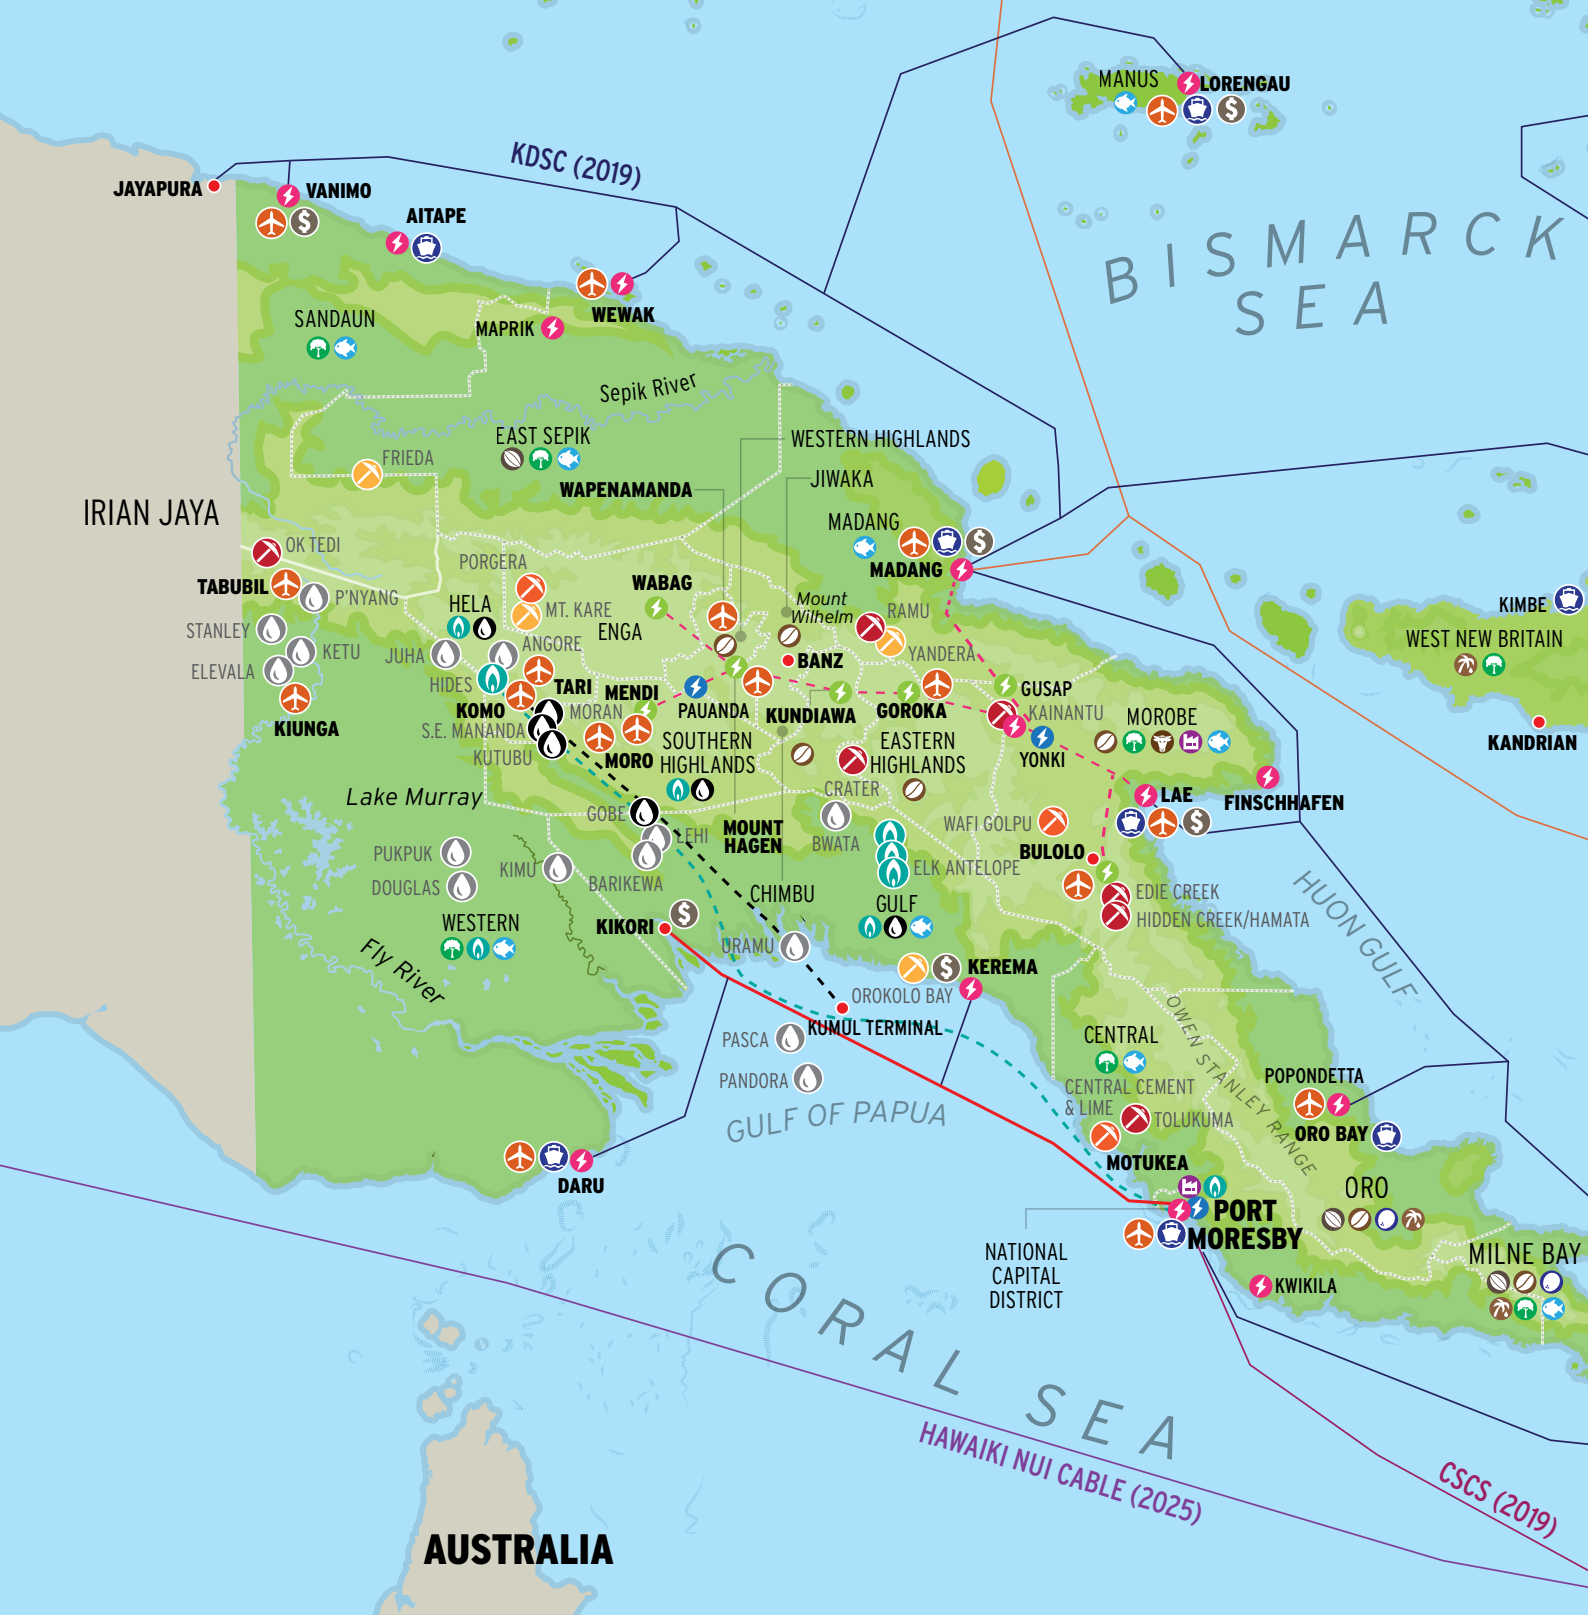 MANUS
LORENGAU
KDSC (2019)
JAYAPURA
VANIMO
AITAPE
BISMARCK
SEA
WEWAK
SANDAUN
MAPRIK
Sepik River
EAST SEPIK
WESTERN HIGHLANDS
FRIEDA
JIWAKA
WAPENAMANDA
IRIAN JAYA
MADANG
OK TEDI
PORGERA
MADANG
TABUBIL
WABAG
P'NYANG
HELA
MT. KARE
Mount
Wilhelm
RAMU
KIMBE
STANLEY
ENGA
WEST NEW BRITAIN
KETU
JUHA
ANGORE
YANDERA
BANZ
ELEVALA
HIDES
TARI
MENDI
GUSAP
KOMO
MORAN
PAUANDA
KUNDIAWA
GOROKA
KAINANTU
MOROBE
KIUNGA
S.E. MANANDA
SOUTHERN
HIGHLANDS
EASTERN
HIGHLANDS
KANDRIAN
KUTUBU
MORO
YONKI
Lake Murray
CRATER
LAE
FINSCHHAFEN
GOBE
WAFI GOLPU
LEHI
MOUNT
HAGEN
BWATA
PUKPUK
BULOLO
KIMU
ELK ANTELOPE
DOUGLAS
BARIKEWA
CHIMBU
EDIE CREEK
GULF
HIDDEN CREEK/HAMATA
HUON GULF
WESTERN
KIKORI
URAMU
Fly River
KEREMA
OROKOLO BAY
OWEN STANLEY RANGE
KUMUL TERMINAL
PASCA
CENTRAL
PANDORA
CENTRAL CEMENT
& LIME
POPONDETTA
GULF OF PAPUA
TOLUKUMA
ORO BAY
MOTUKEA
DARU
ORO
PORT
MORESBY
NATIONAL
CAPITAL
DISTRICT
MILNE BAY
KWIKILA
CORAL SEA
HAWAIKI NUI CABLE (2025)
CSCS (2019)
AUSTRALIA